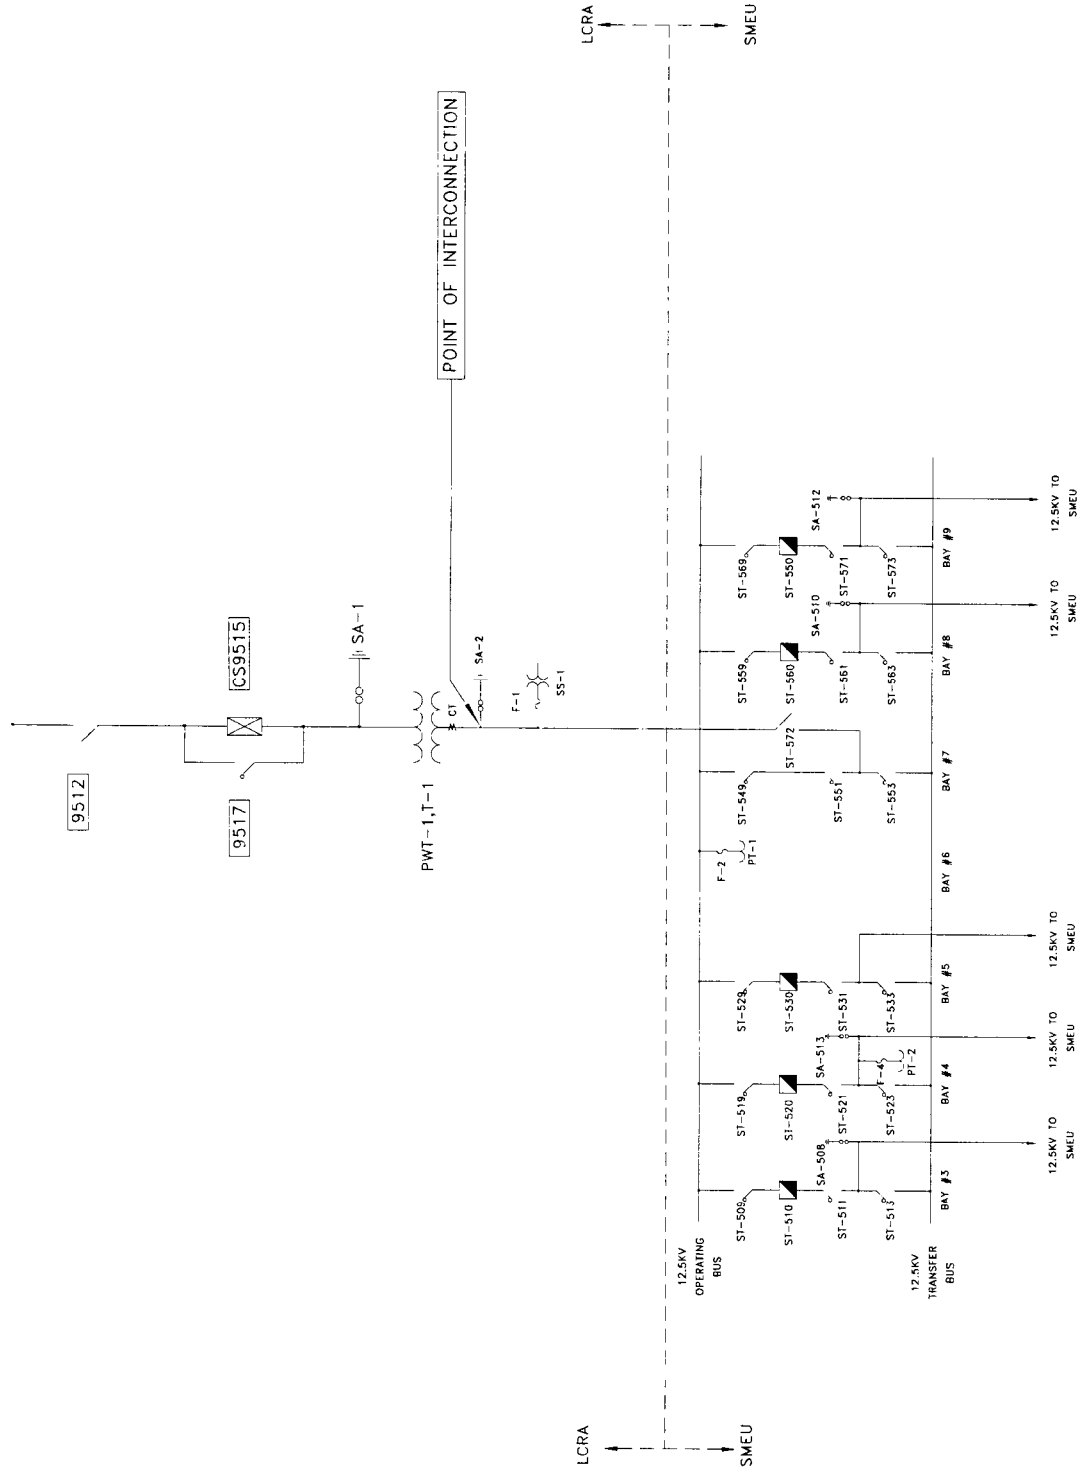 LCRA
SMEU
POINT OF INTERCONNECTION
9512
CS9515
9517
SA-1
PWT-1,T-1
CT
SA-2
F-1
SS-1
12.5KV
OPERATING
BUS
ST-509
ST-510
ST-511
ST-513
SA-508
BAY #3
12.5KV TO
SMEU
ST-519
ST-520
ST-521
ST-523
SA-513
F-4
PT-2
BAY #4
12.5KV TO
SMEU
ST-529
ST-530
ST-531
ST-533
BAY #5
12.5KV TO
SMEU
F-2
PT-1
BAY #6
ST-549
ST-551
ST-553
ST-572
BAY #7
ST-559
ST-560
ST-561
ST-563
SA-510
BAY #8
12.5KV TO
SMEU
ST-569
ST-550
ST-571
ST-573
SA-512
BAY #9
12.5KV TO
SMEU
12.5KV
TRANSFER
BUS
LCRA
SMEU